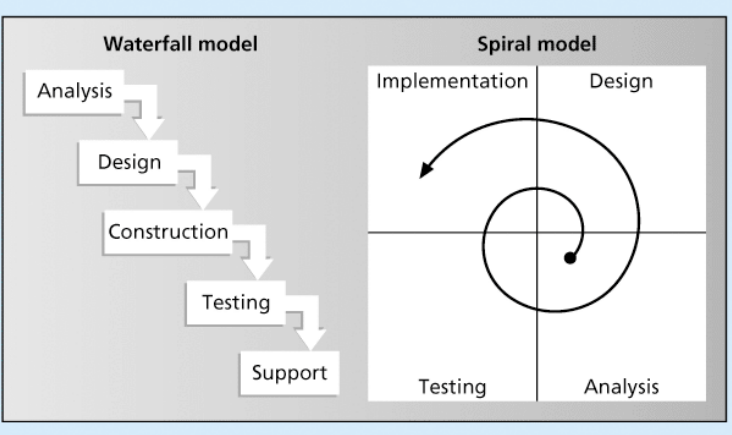 Waterfall model
Analysis
Design
Construction
Testing
Support
Spiral model
Implementation
Design
Testing
Analysis